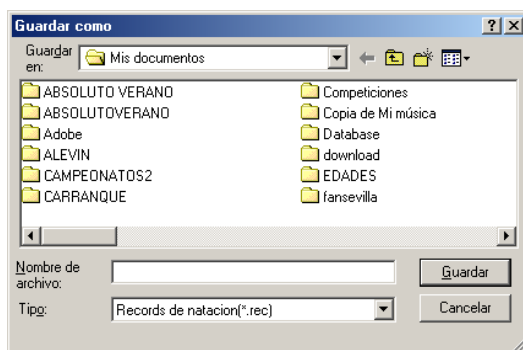 Guardar como
Guardar en:
Mis documentos
ABSOLUTO VERANO
ABSOLUTOVERANO
Adobe
ALEVIN
CAMPEONATOS2
CARRANQUE
Competiciones
Copia de Mi música
Database
download
EDADES
fansevilla
Nombre de
archivo:
Guardar
Tipo:
Records de natacion(*.rec)
Cancelar